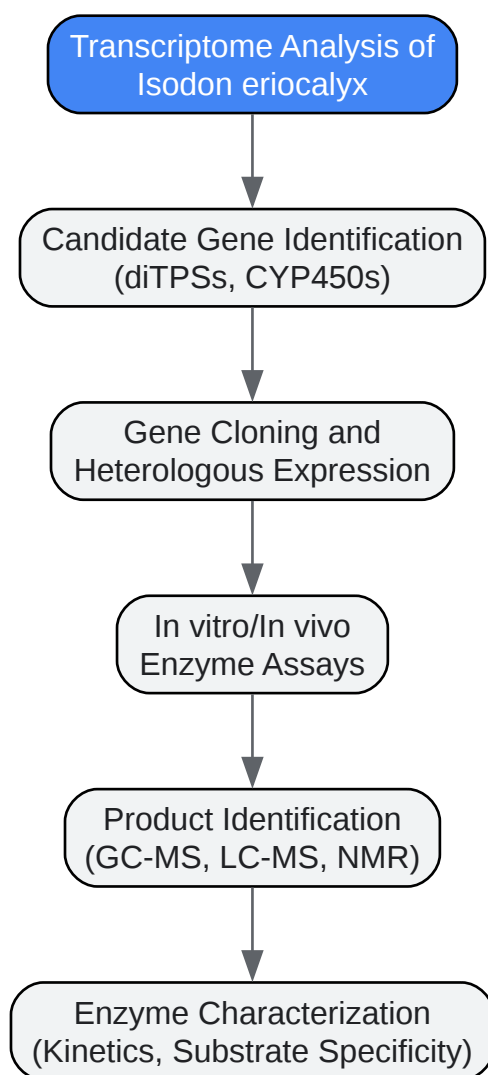 Transcriptome Analysis of
Isodon eriocalyx
Candidate Gene Identification
(diTPSs, CYP450s)
Gene Cloning and
Heterologous Expression
In vitro/In vivo
Enzyme Assays
Product Identification
(GC-MS, LC-MS, NMR)
Enzyme Characterization
(Kinetics, Substrate Specificity)